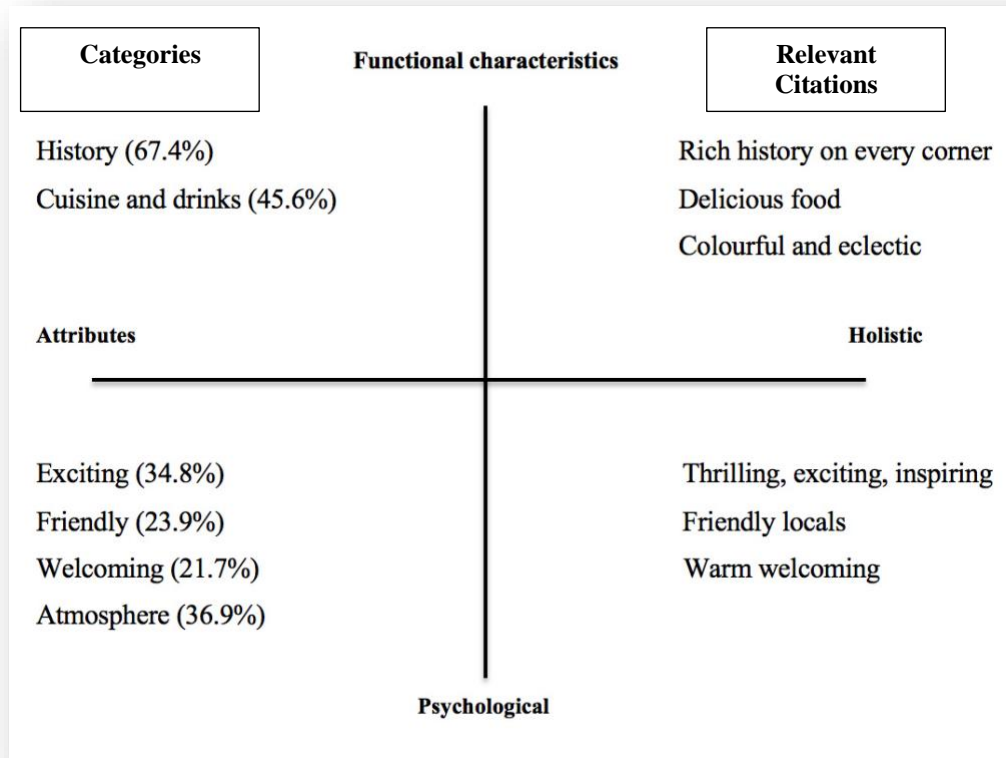 Categories
Functional characteristics
Relevant
Citations
History (67.4%)
Rich history on every corner
Cuisine and drinks (45.6%)
Delicious food
Colourful and eclectic
Attributes
Holistic
Exciting (34.8%)
Thrilling, exciting, inspiring
Friendly (23.9%)
Friendly locals
Welcoming (21.7%)
Warm welcoming
Atmosphere (36.9%)
Psychological